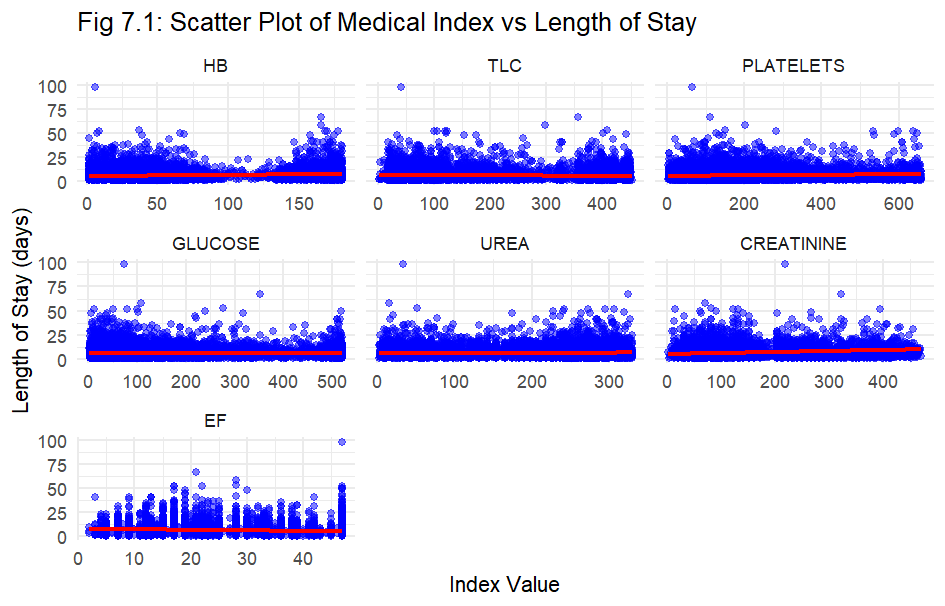 Fig 7.1: Scatter Plot of Medical Index vs Length of Stay
HB TLC PLATELETS
100
75
50
25
0
0 50 100 150 0 100 200 300 400 0 200 400 600
GLUCOSE UREA CREATININE
100
75
50
25
0
0 100 200 300 400 500 0 100 200 300 0 100 200 300 400
Length of Stay (days)
EF
100
75
50
25
0
0 10 20 30 40
Index Value